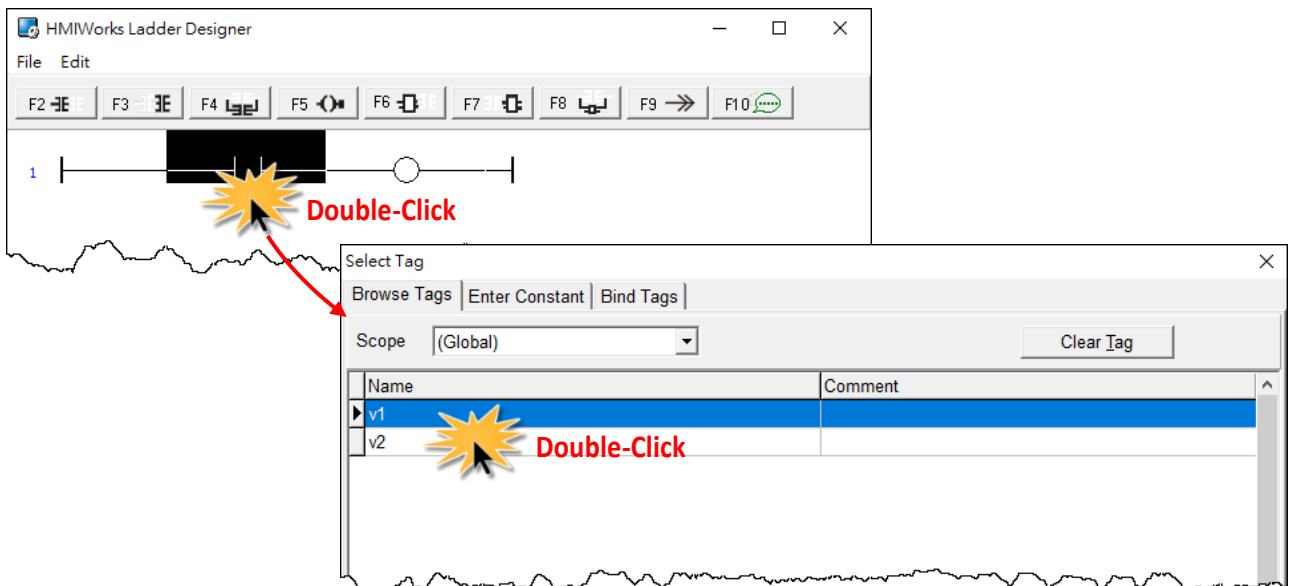 HMIWorks Ladder Designer
File Edit
F2 F3 F4 F5 F6 F7 F8 F9 F10
1
Double-Click
Select Tag
Browse Tags Enter Constant Bind Tags
Scope (Global) Clear Tag
Name Comment
v1
v2
Double-Click